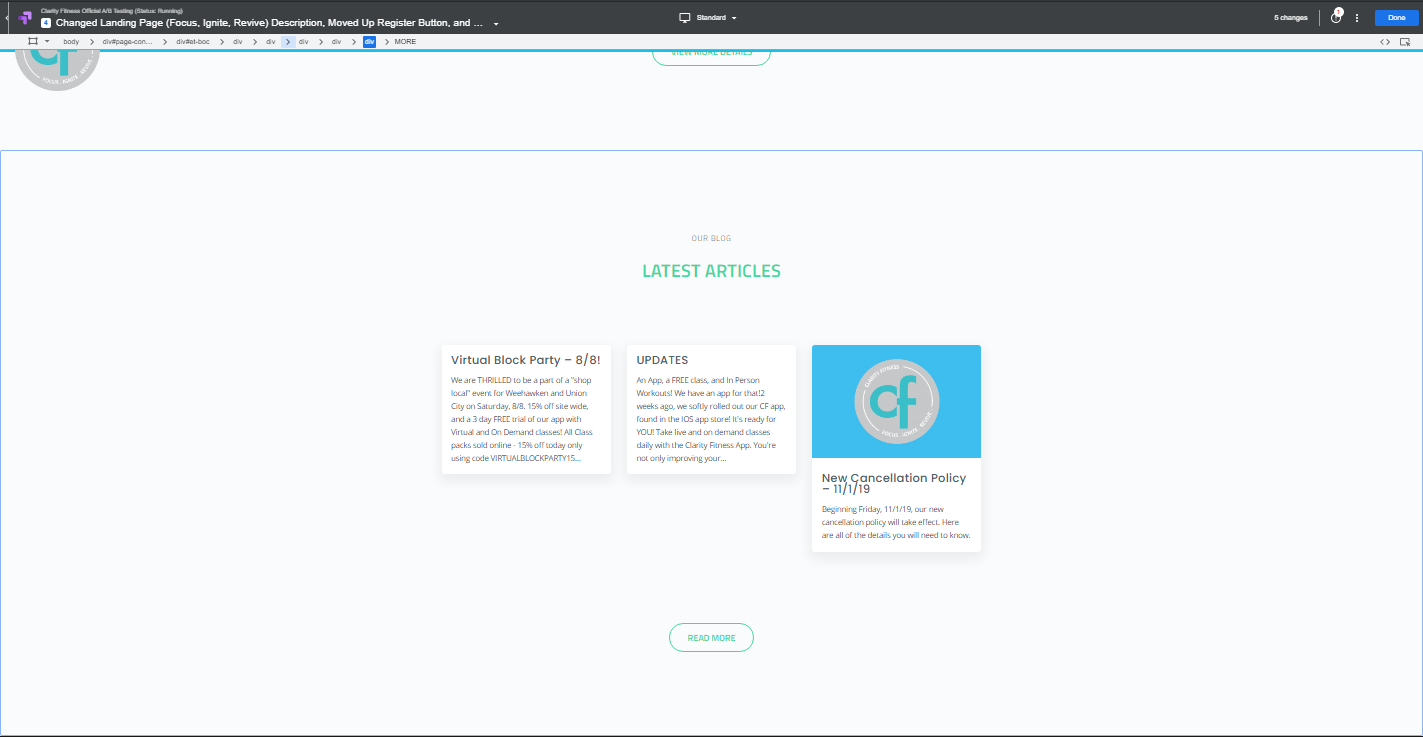 Clarity Fitness Official A/B Testing (Status: Running)
4 Changed Landing Page (Focus, Ignite, Revive) Description, Moved Up Register Button, and ...
Standard
5 changes
1
Done
body div#page-con... div#et-boc div div div div div MORE
VIEW MORE DETAILS
cf
FOCUS . IGNITE . REVIVE
OUR BLOG
LATEST ARTICLES
Virtual Block Party – 8/8!
We are THRILLED to be a part of a "shop
local" event for Weehawken and Union
City on Saturday, 8/8. 15% off site wide,
and a 3 day FREE trial of our app with
Virtual and On Demand classes! All Class
packs sold online - 15% off today only
using code VIRTUALBLOCKPARTY15...
UPDATES
An App, a FREE class, and In Person
Workouts! We have an app for that!2
weeks ago, we softly rolled out our CF app,
found in the IOS app store! It's ready for
YOU! Take live and on demand classes
daily with the Clarity Fitness App. You're
not only improving your...
CLARITY FITNESS
cf
FOCUS . IGNITE . REVIVE
New Cancellation Policy
– 11/1/19
Beginning Friday, 11/1/19, our new
cancellation policy will take effect. Here
are all of the details you will need to know.
READ MORE